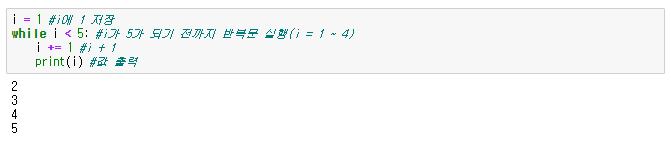 i = 1 #i에 1 저장
while i < 5: #i가 5가 되기 전까지 반복문 실행(i = 1 ~ 4)
    i += 1 #i + 1
    print(i) #값 출력
2
3
4
5